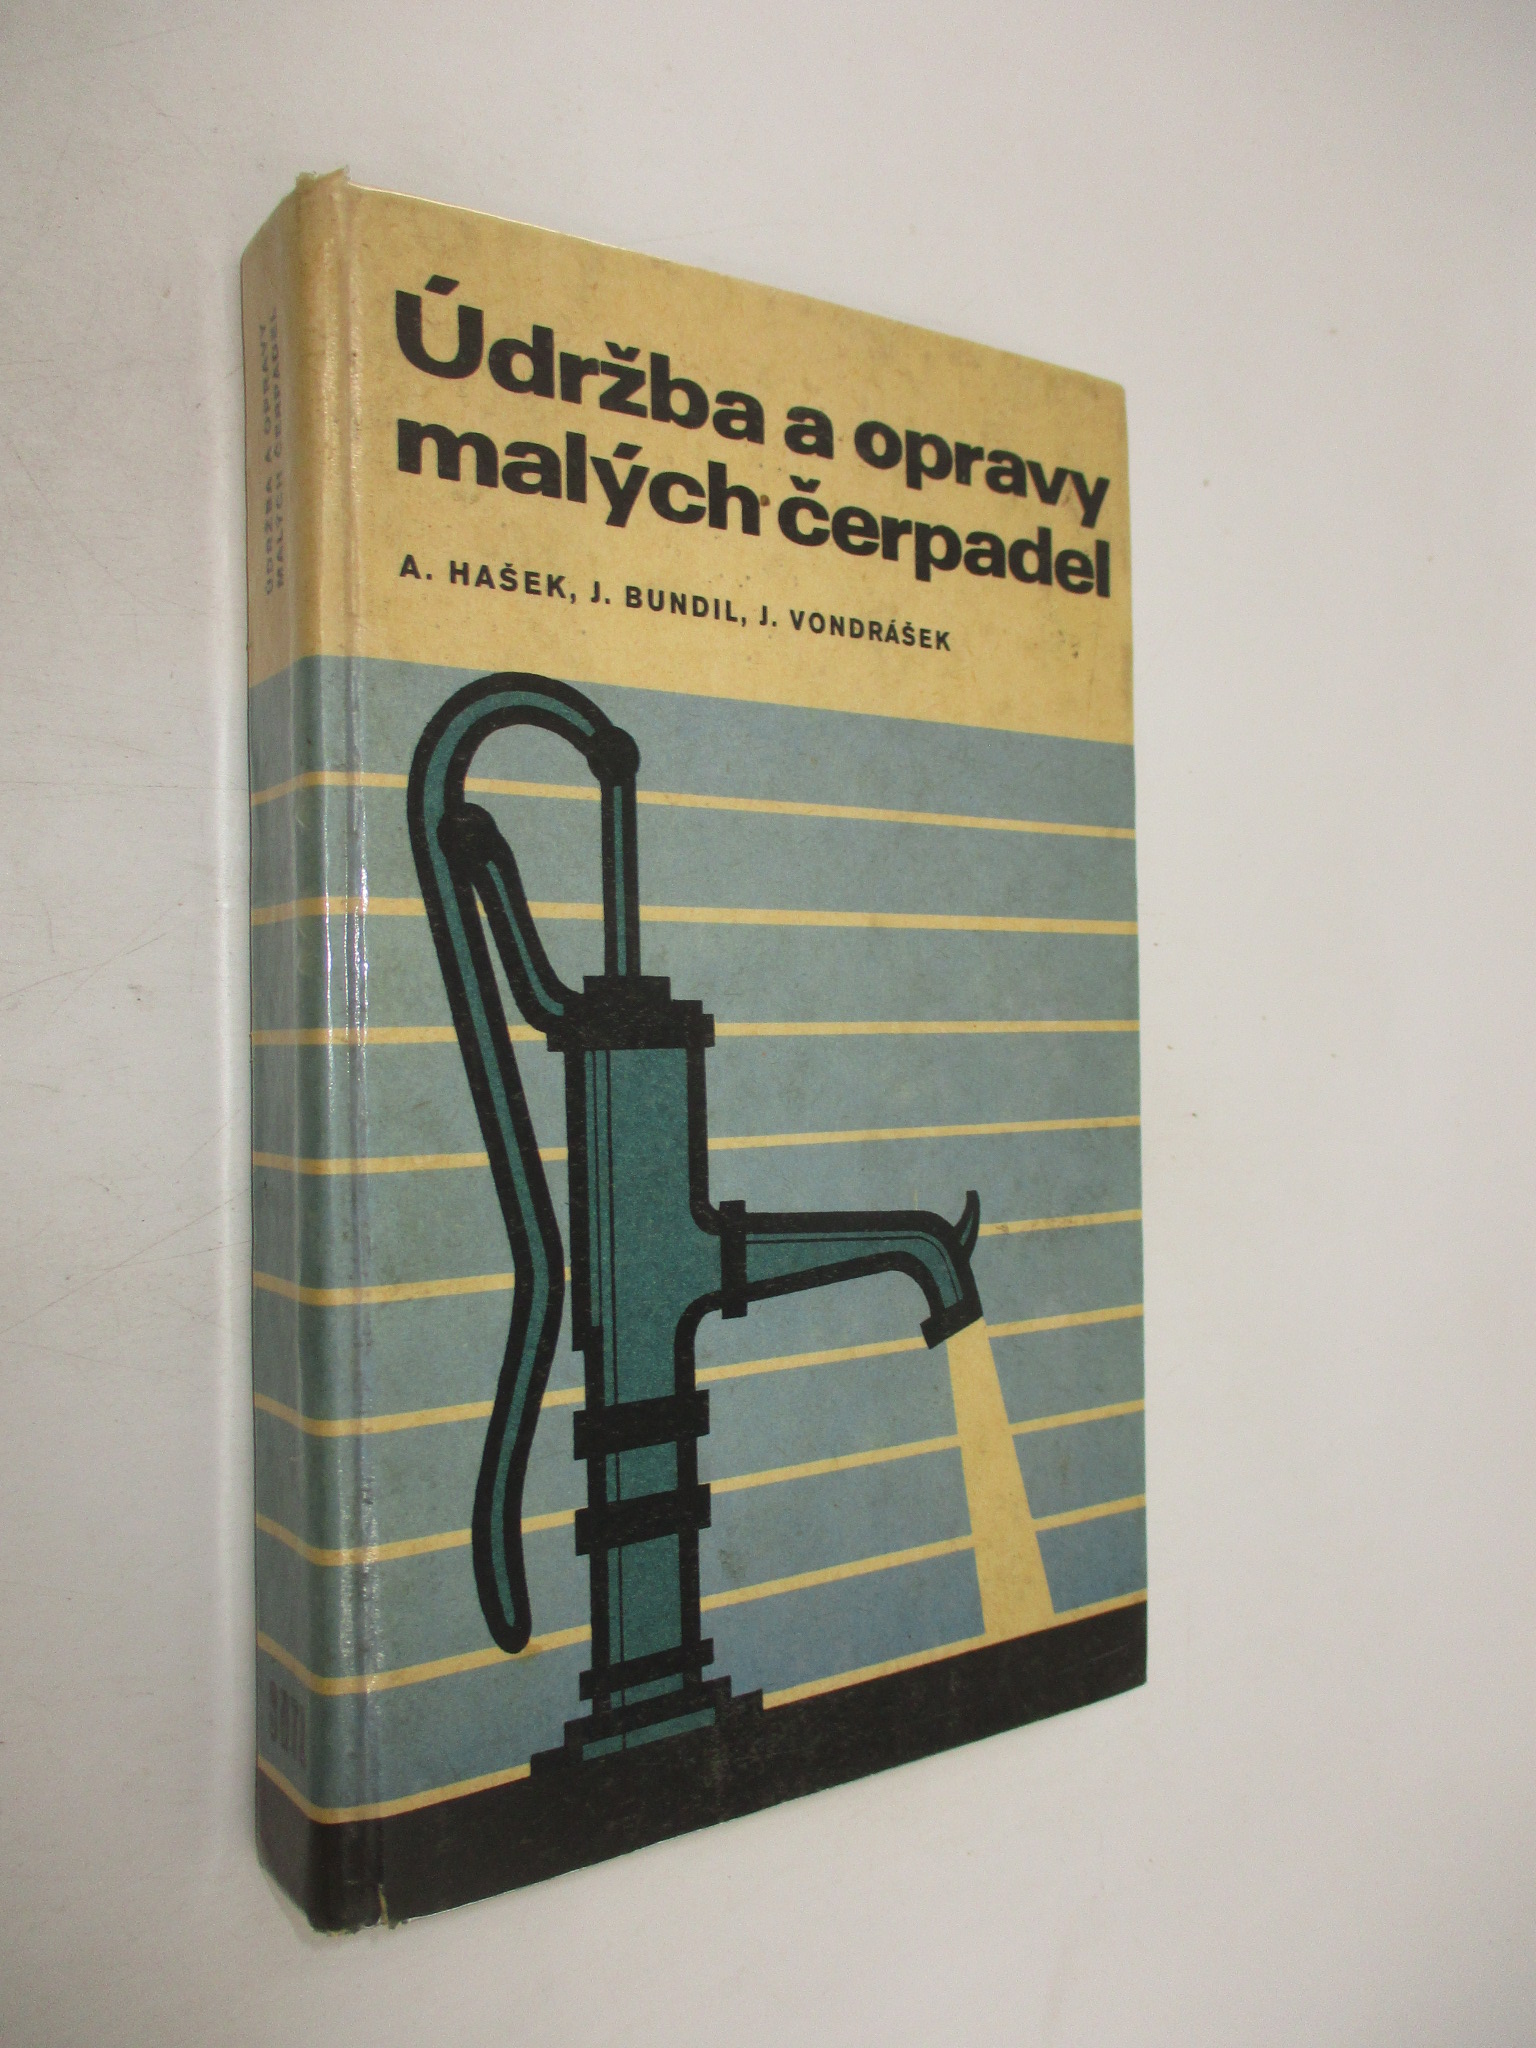 Údržba a opravy
malých čerpadel
A. HAŠEK, J. BUNDIL, J. VONDRÁŠEK
ÚDRŽBA A OPRAVY
MALÝCH ČERPADEL
SNTL